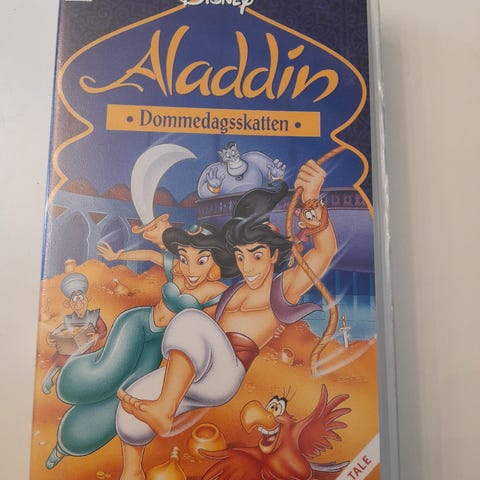 Disney
Aladdin
• Dommedagsskatten •
TALE